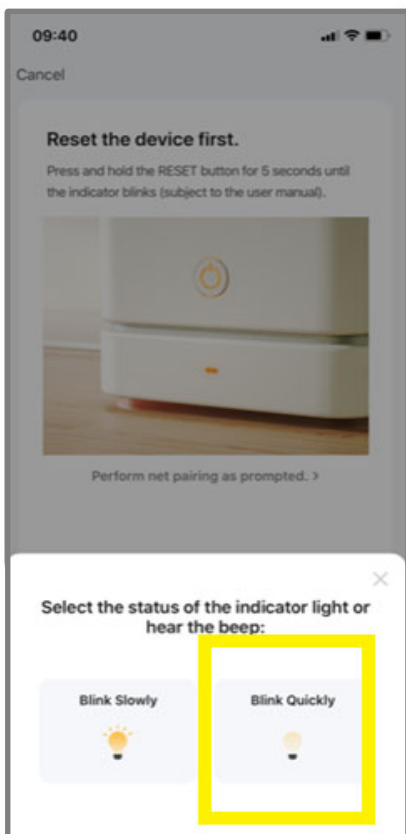 09:40
Cancel
Reset the device first.
Press and hold the RESET button for 5 seconds until
the indicator blinks (subject to the user manual).
Perform net pairing as prompted. >
Select the status of the indicator light or
hear the beep:
Blink Slowly
Blink Quickly